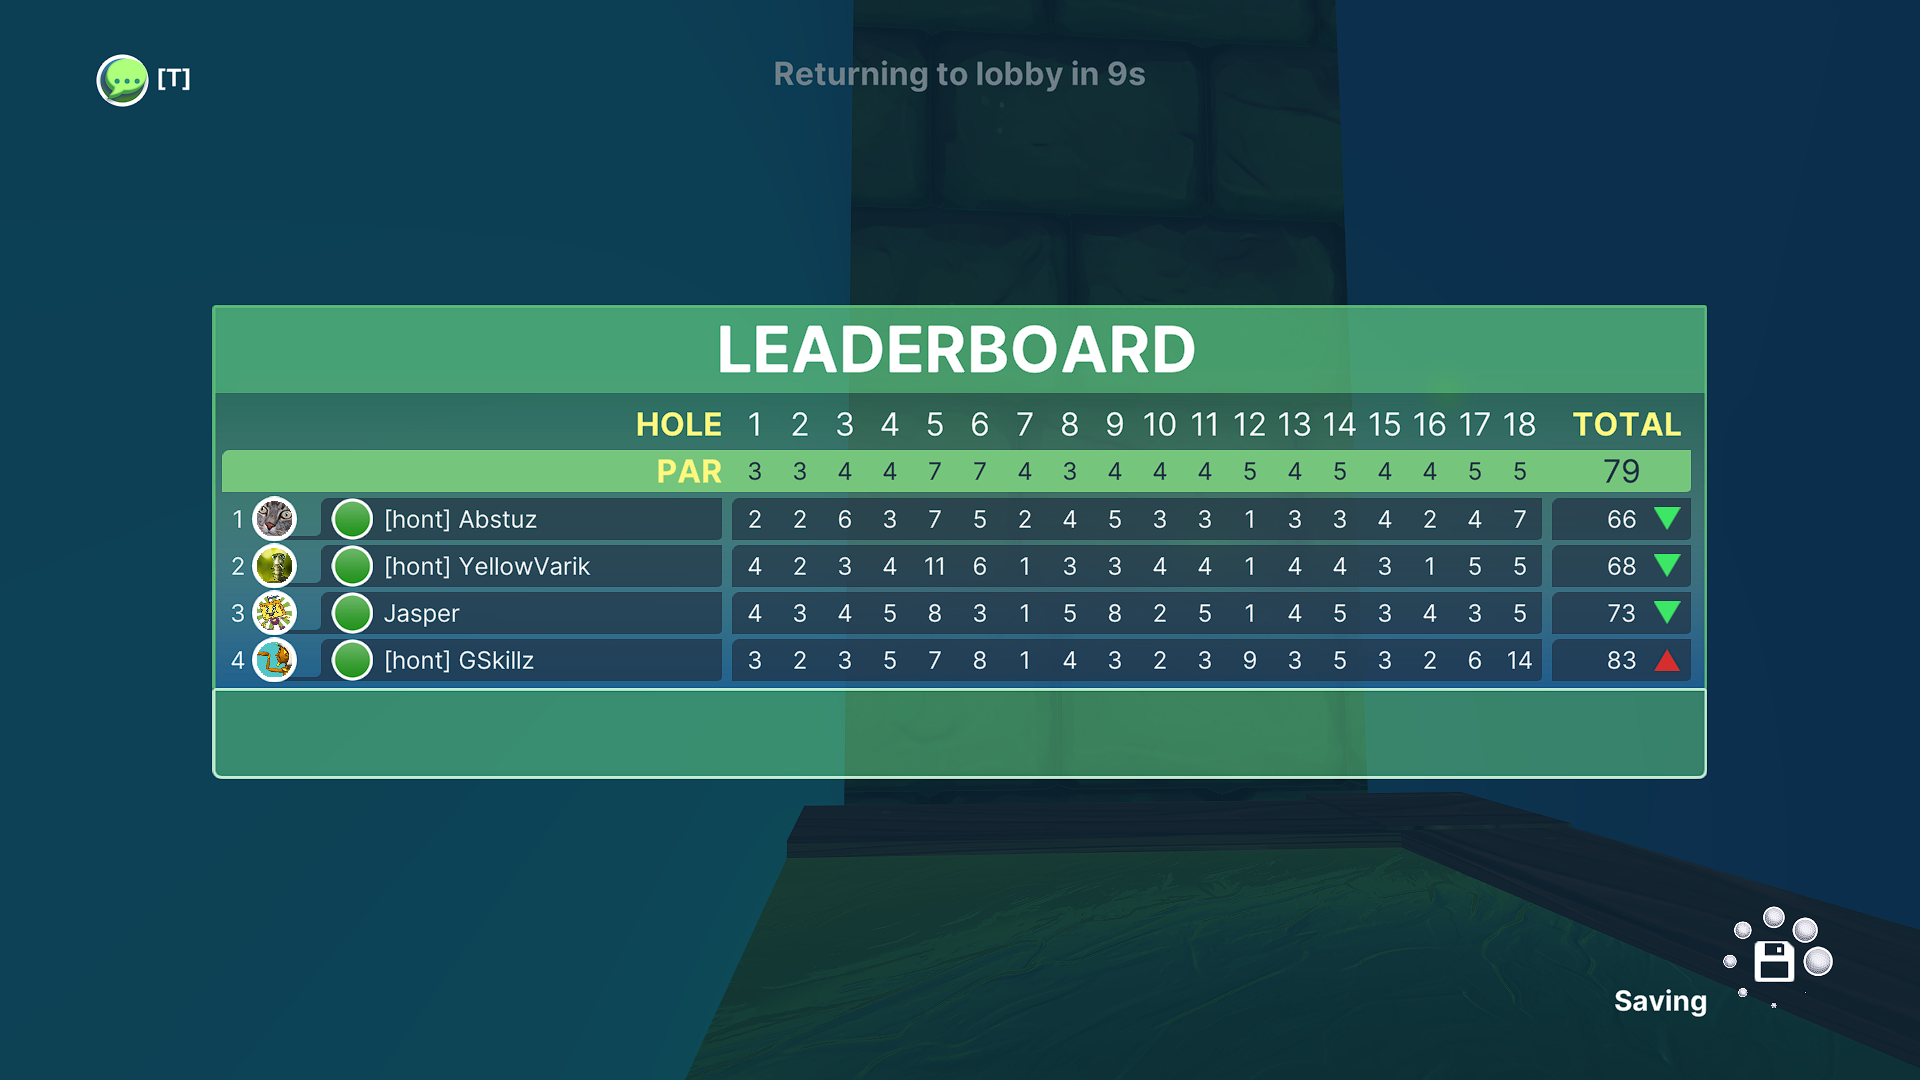 [T]
Returning to lobby in 9s
LEADERBOARD
HOLE 1 2 3 4 5 6 7 8 9 10 11 12 13 14 15 16 17 18 TOTAL
PAR 3 3 4 4 7 7 4 3 4 4 4 5 4 5 4 4 5 5 79
1 [hont] Abstuz 2 2 6 3 7 5 2 4 5 3 3 1 3 3 4 2 4 7 66
2 [hont] YellowVarik 4 2 3 4 11 6 1 3 3 4 4 1 4 4 3 1 5 5 68
3 Jasper 4 3 4 5 8 3 1 5 8 2 5 1 4 5 3 4 3 5 73
4 [hont] GSkillz 3 2 3 5 7 8 1 4 3 2 3 9 3 5 3 2 6 14 83
Saving